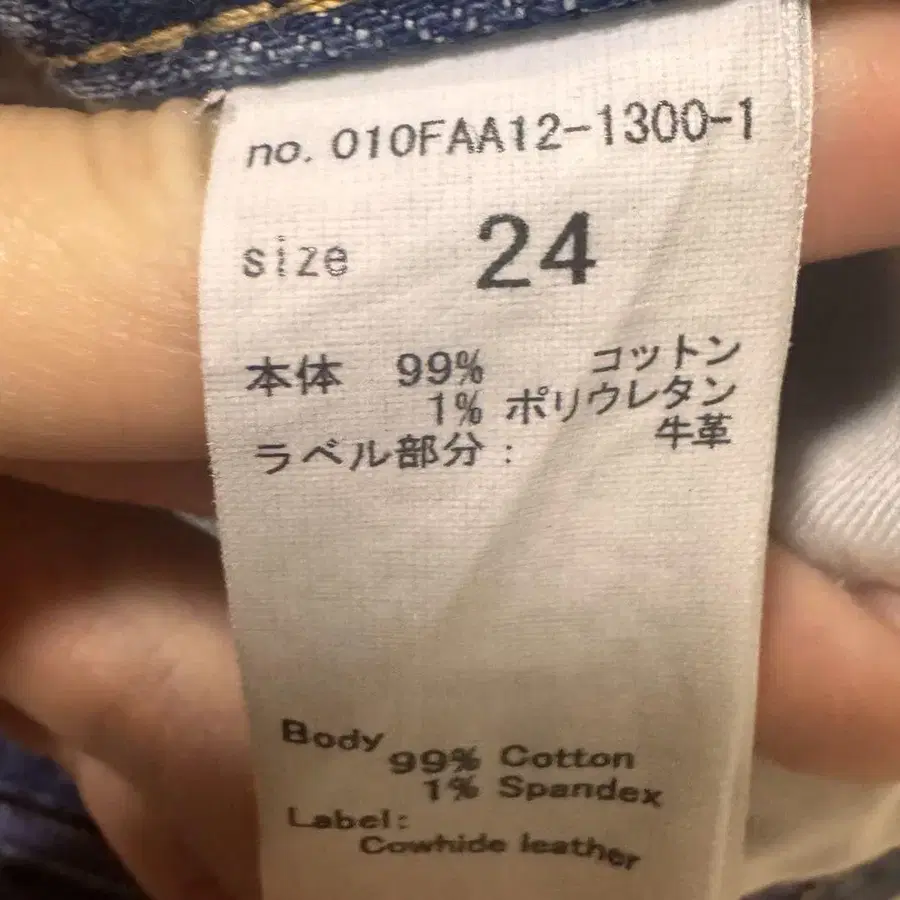 no. 010FAA12-1300-1
size 24
本体 99% コットン
1% ポリウレタン
ラベル部分: 牛革
Body
99% Cotton
1% Spandex
Label:
Cowhide leather